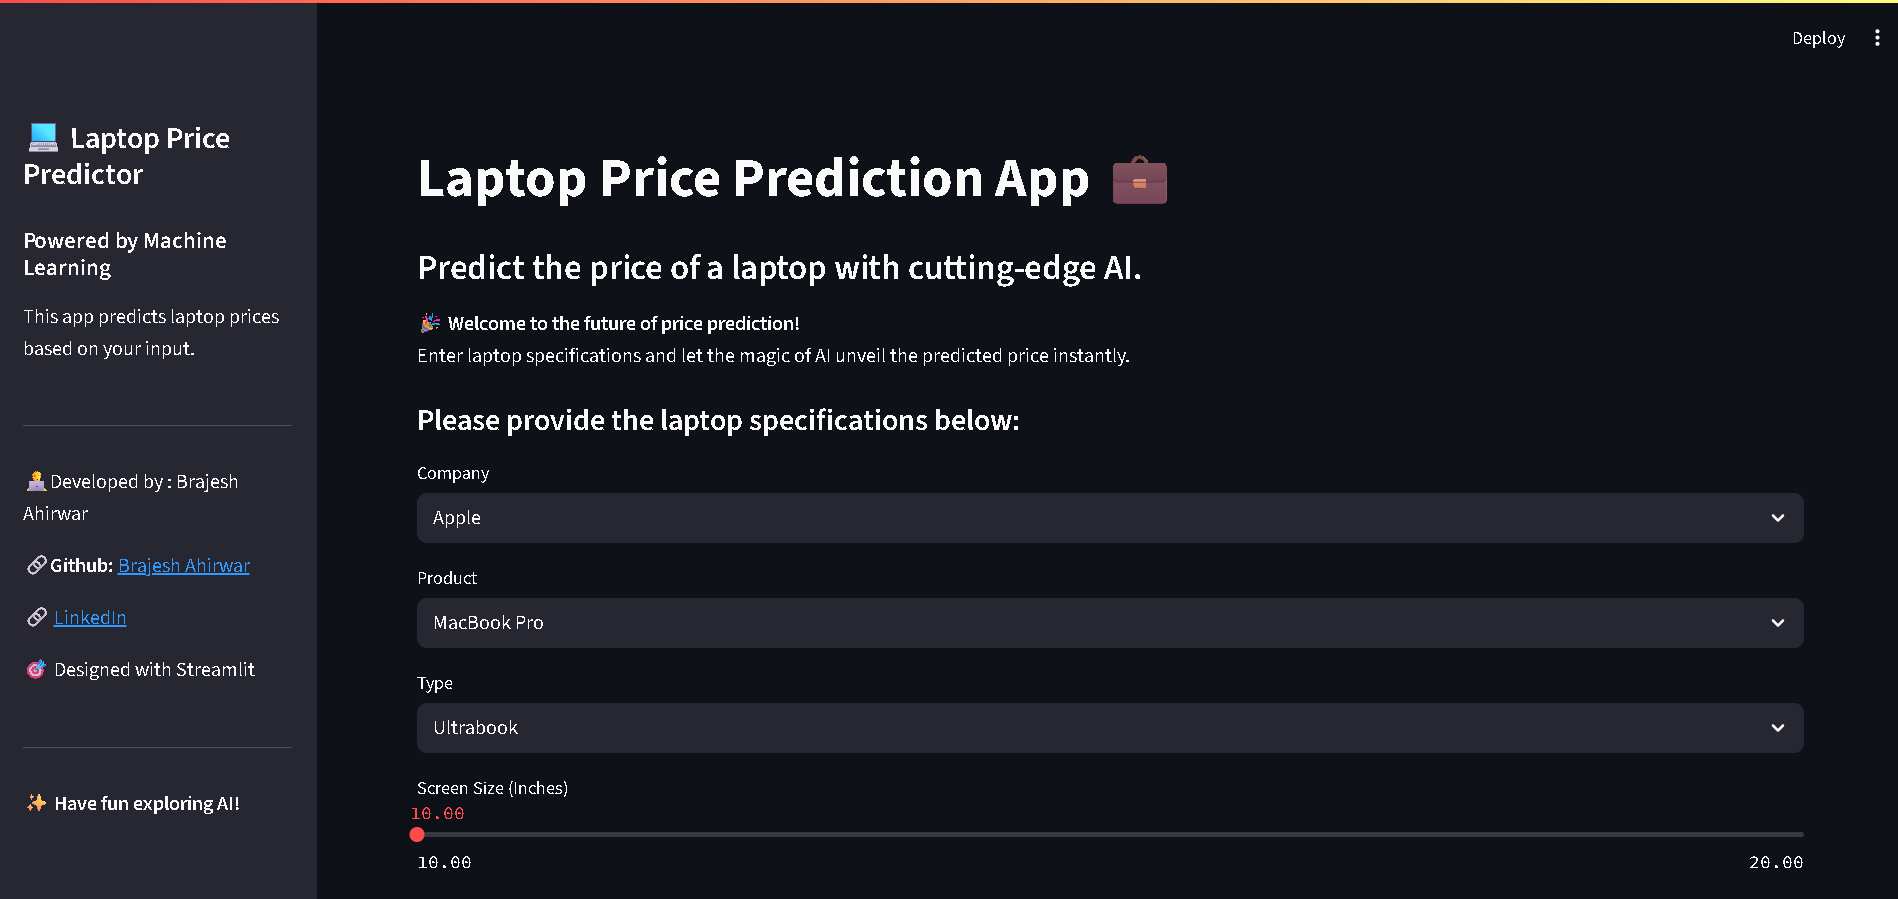 Deploy
💻 Laptop Price
Predictor
Powered by Machine
Learning
This app predicts laptop prices
based on your input.
🧑‍💻Developed by : Brajesh
Ahirwar
🔗Github: Brajesh Ahirwar
🔗 LinkedIn
🎯 Designed with Streamlit
✨ Have fun exploring AI!
Laptop Price Prediction App 💼
Predict the price of a laptop with cutting-edge AI.
🎉 Welcome to the future of price prediction!
Enter laptop specifications and let the magic of AI unveil the predicted price instantly.
Please provide the laptop specifications below:
Company
Apple
Product
MacBook Pro
Type
Ultrabook
Screen Size (Inches)
10.00
10.00 20.00